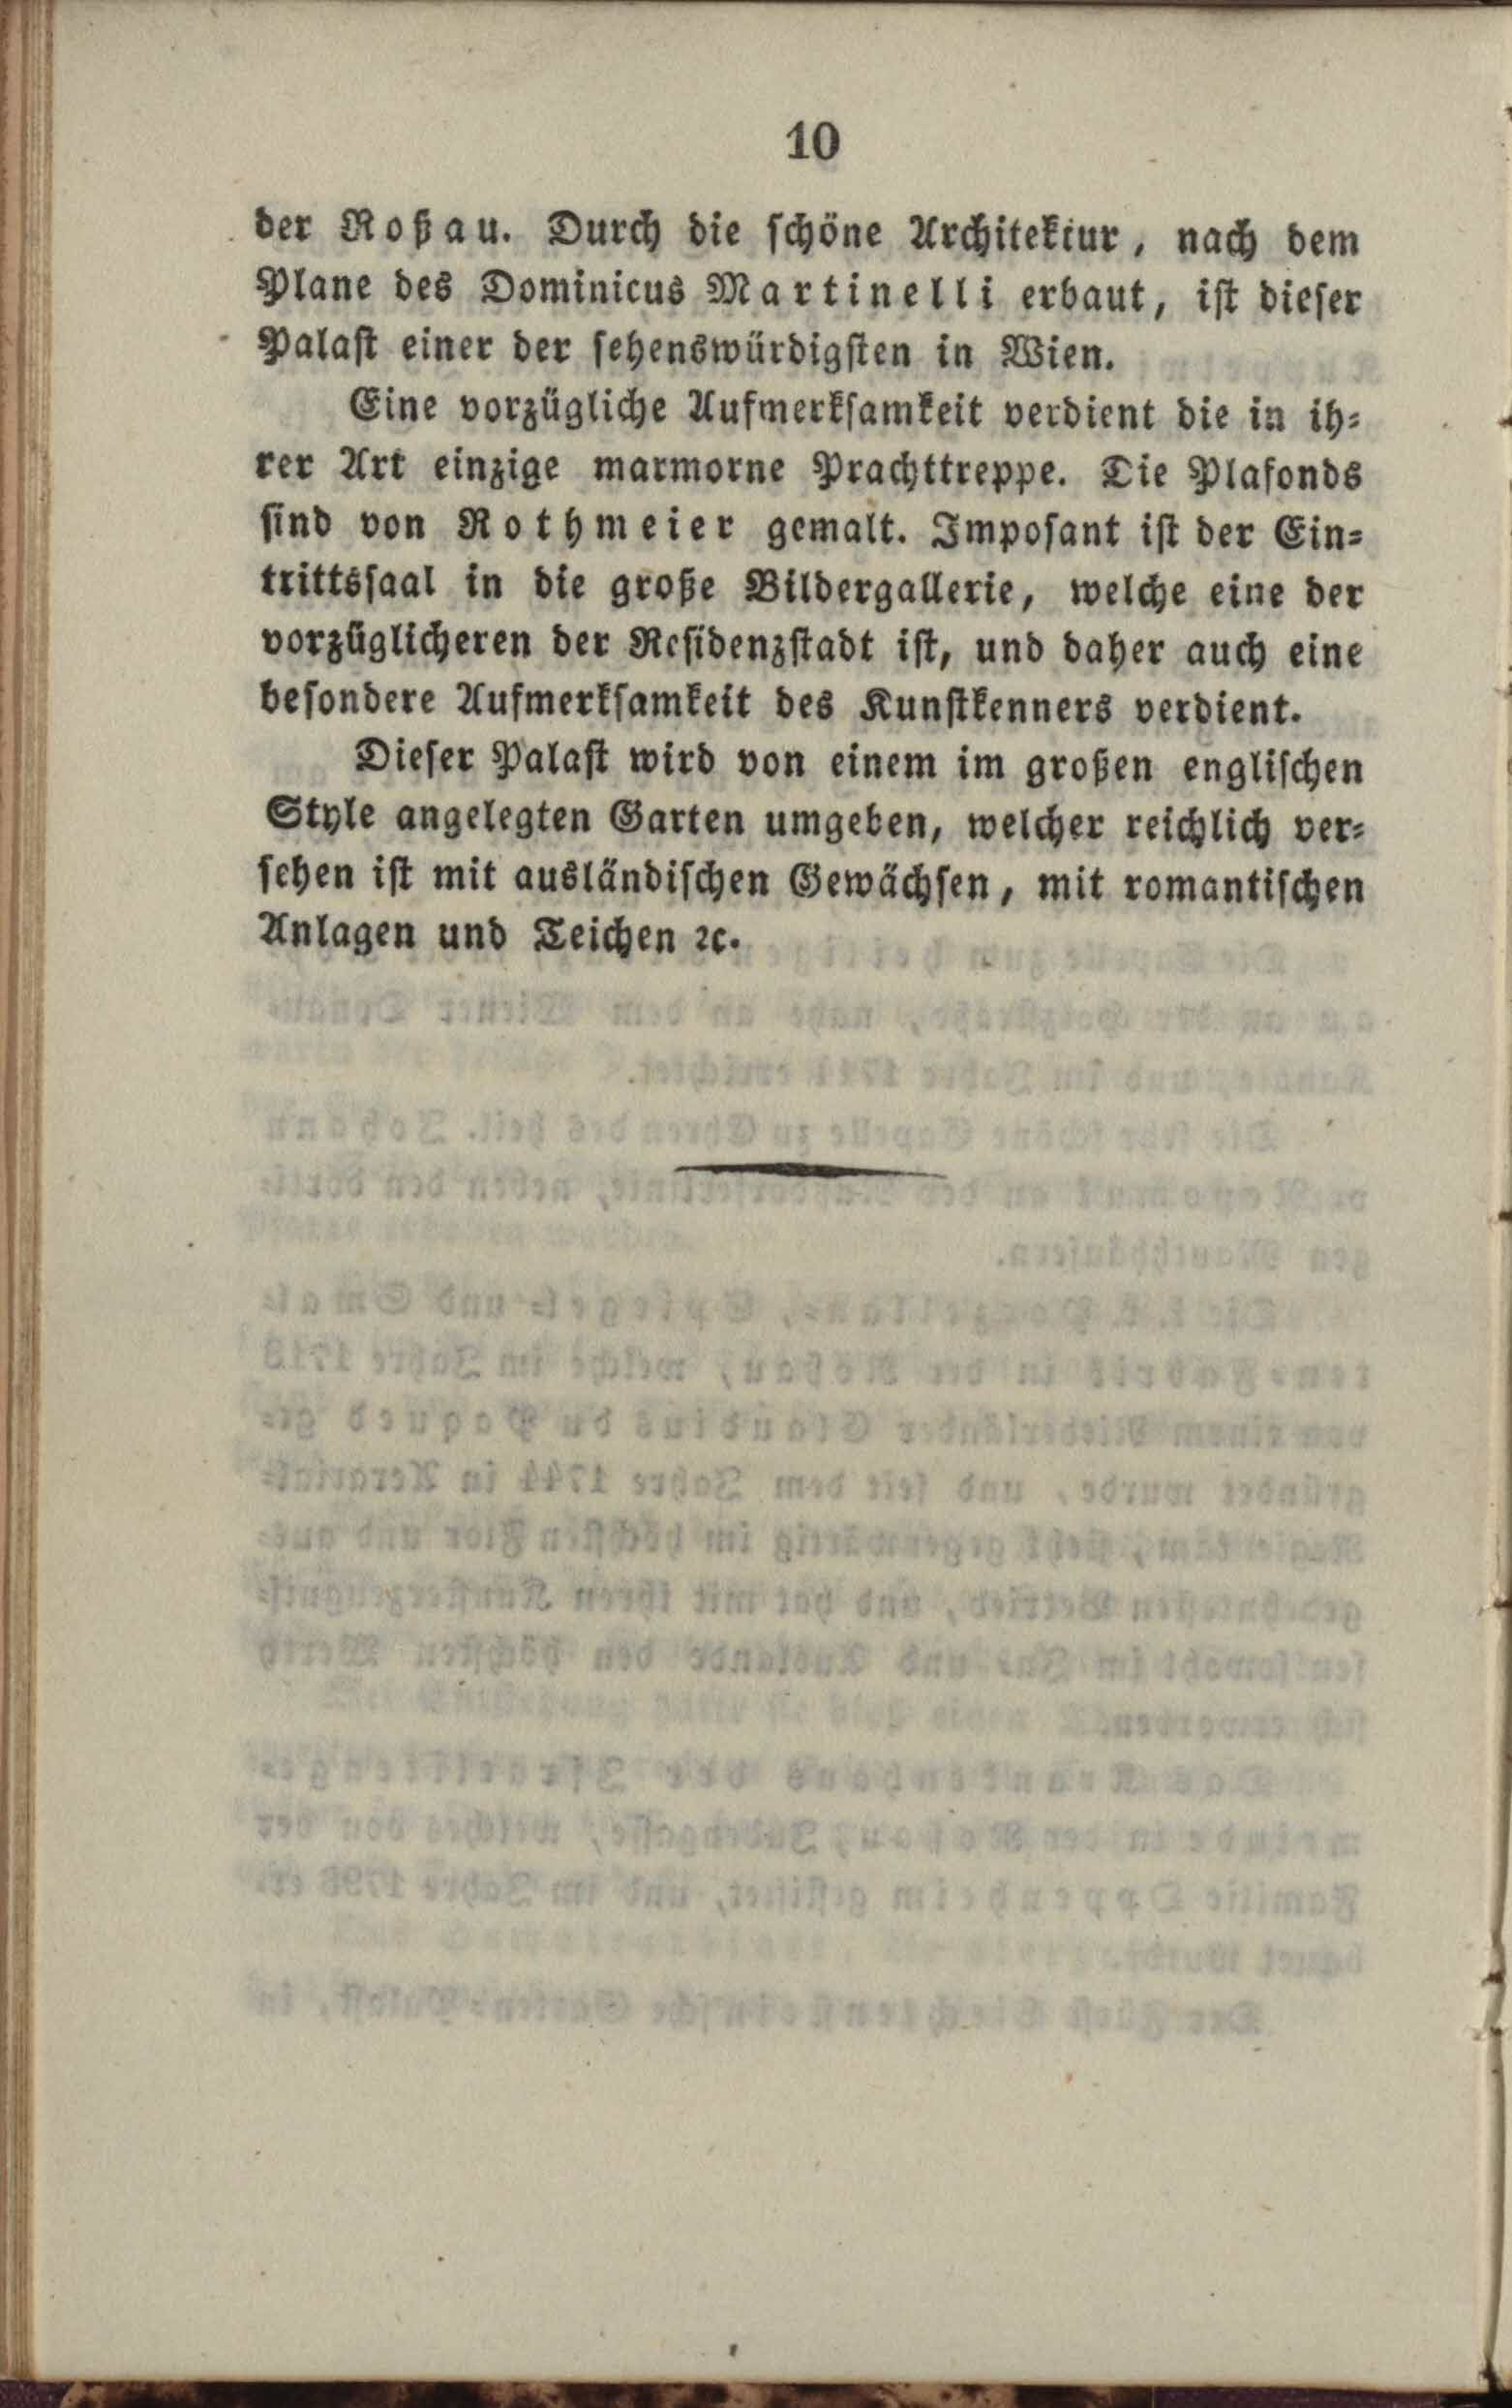 10
der Roßau. Durch die schöne Architektur, nach dem
Plane des Dominicus Martinelli erbaut, ist dieser
Palast einer der sehenswürdigsten in Wien.
Eine vorzügliche Aufmerksamkeit verdient die in ih⸗
rer Art einzige marmorne Prachttreppe. Die Plafonds
sind von Rothmeier gemalt. Imposant ist der Ein⸗
trittssaal in die große Bildergallerie, welche eine der
vorzüglicheren der Residenzstadt ist, und daher auch eine
besondere Aufmerksamkeit des Kunstkenners verdient.
Dieser Palast wird von einem im großen englischen
Style angelegten Garten umgeben, welcher reichlich ver⸗
sehen ist mit ausländischen Gewächsen, mit romantischen
Anlagen und Teichen ꝛc.